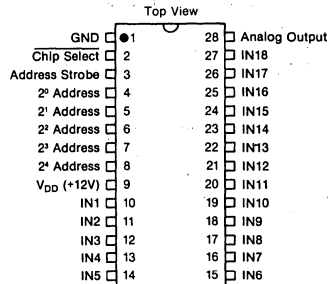 Top View
GND 1 28 Analog Output
Chip Select 2 27 IN18
Address Strobe 3 26 IN17
2⁰ Address 4 25 IN16
2¹ Address 5 24 IN15
2² Address 6 23 IN14
2³ Address 7 22 IN13
2⁴ Address 8 21 IN12
VDD (+12V) 9 20 IN11
IN1 10 19 IN10
IN2 11 18 IN9
IN3 12 17 IN8
IN4 13 16 IN7
IN5 14 15 IN6